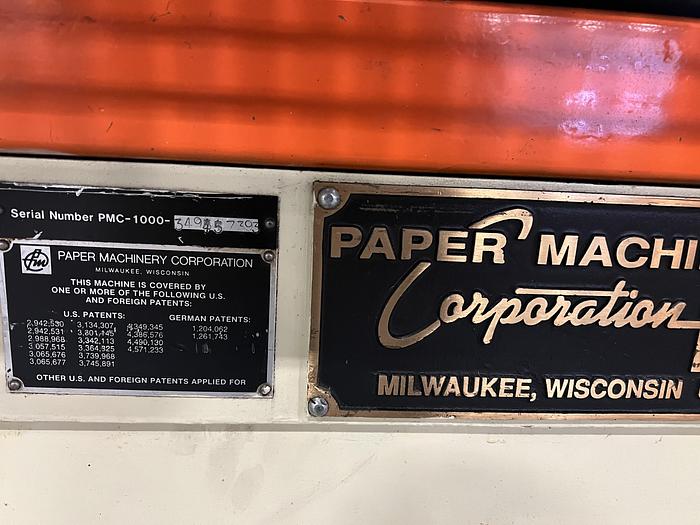 Serial Number PMC-1000-
PAPER MACHINERY CORPORATION
MILWAUKEE, WISCONSIN
THIS MACHINE IS COVERED BY
ONE OR MORE OF THE FOLLOWING U.S.
AND FOREIGN PATENTS:
U.S. PATENTS: GERMAN PATENTS:
2,942,530 3,134,307 4,349,345 1,204,062
2,942,531 3,801,145 4,386,576 1,261,743
2,988,968 3,342,113 4,490,130
3,057,515 3,364,825 4,571,233
3,065,676 3,739,968
3,065,677 3,745,891
OTHER U.S. AND FOREIGN PATENTS APPLIED FOR
PAPER MACHI
Corporation
MILWAUKEE, WISCONSIN